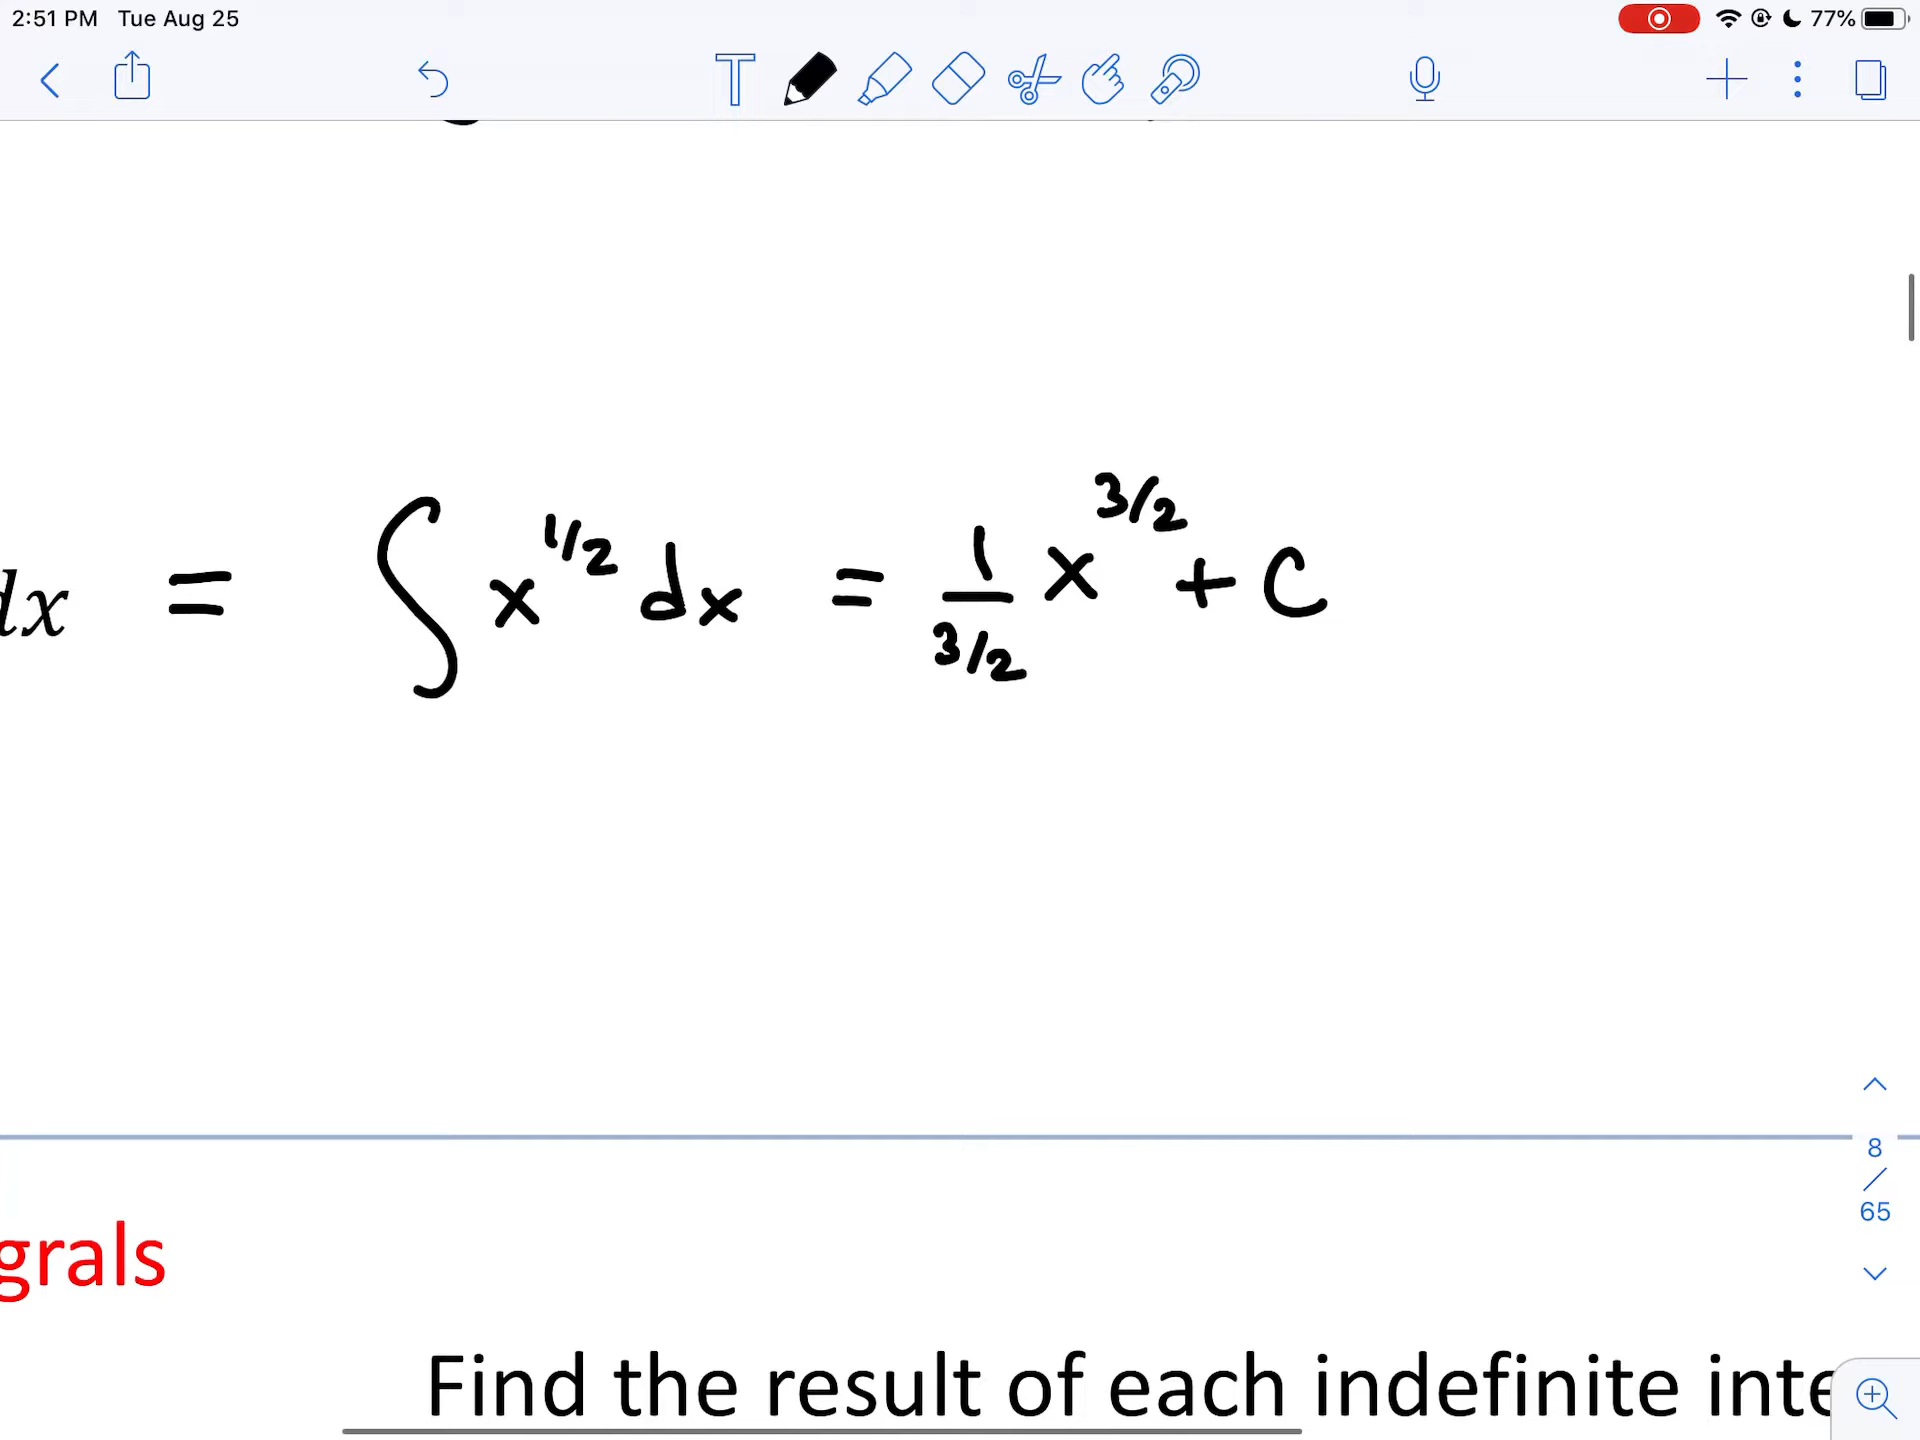 2:51 PM Tue Aug 25 77%
dx = ∫ x^{1/2} dx = \frac{1}{3/2} x^{3/2} + C
8
/
65
grals
Find the result of each indefinite inte